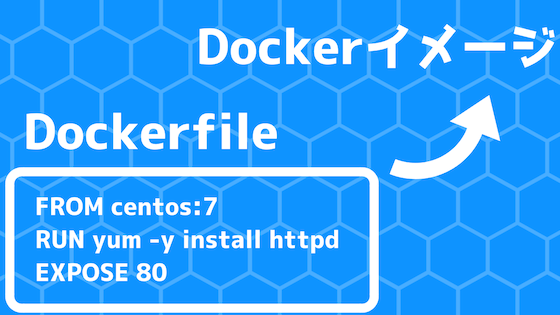 Dockerイメージ
Dockerfile
FROM centos:7
RUN yum -y install httpd
EXPOSE 80